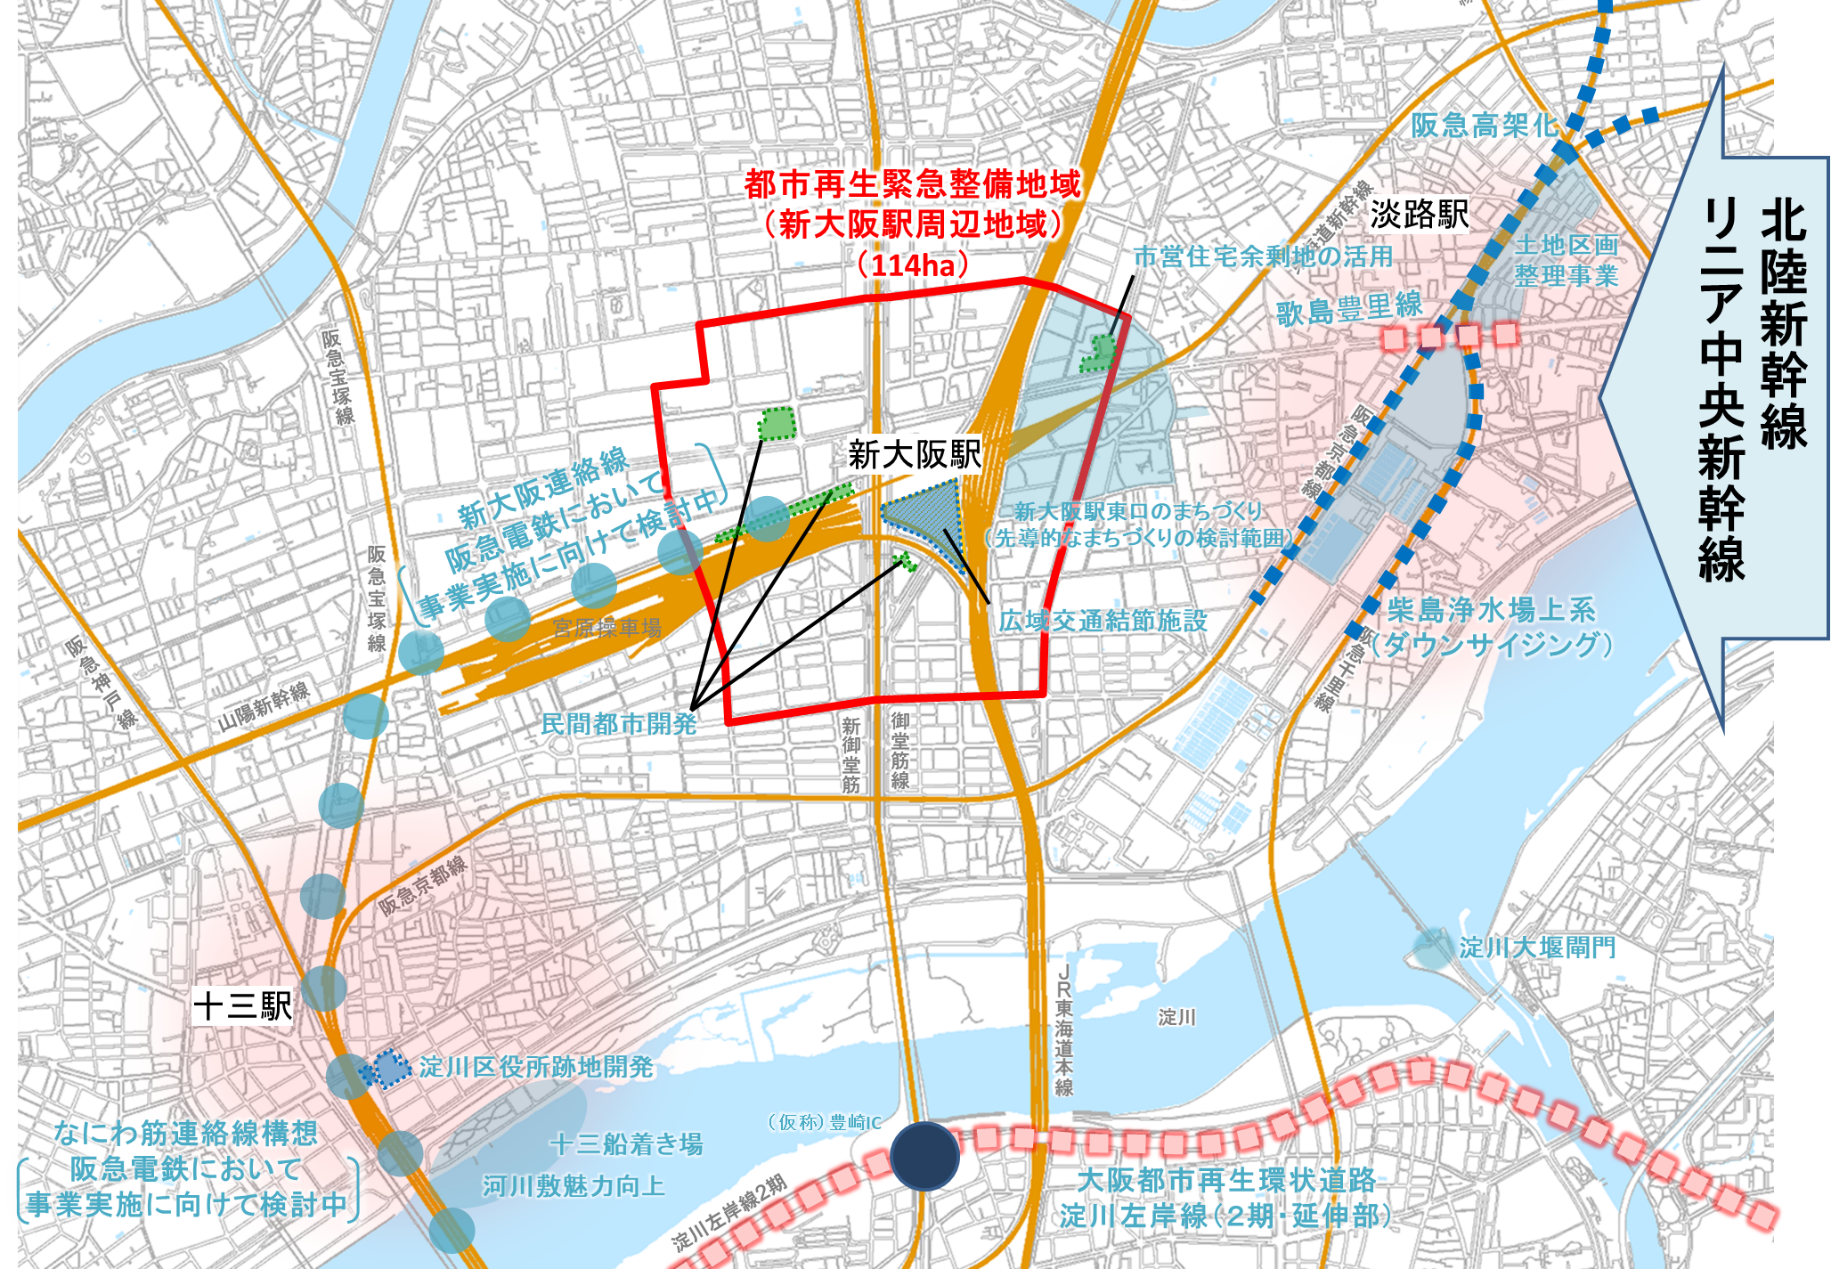 阪急高架化
都市再生緊急整備地域
（新大阪駅周辺地域）
（114ha）
淡路駅
道新幹線
市営住宅余剰地の活用
土地区画
整理事業
北陸新幹線
リニア中央新幹線
歌島豊里線
阪急宝塚線
新大阪駅
阪急京都線
新大阪連絡線
阪急電鉄において
事業実施に向けて検討中
新大阪駅東口のまちづくり
（先導的なまちづくりの検討範囲）
阪急宝塚線
広域交通結節施設
柴島浄水場上系
（ダウンサイジング）
宮原操車場
阪急神戸線
阪急千里線
山陽新幹線
民間都市開発
新御堂筋
御堂筋線
阪急京都線
淀川大堰閘門
十三駅
JR東海道本線
淀川
淀川区役所跡地開発
なにわ筋連絡線構想
阪急電鉄において
事業実施に向けて検討中
十三船着き場
河川敷魅力向上
（仮称）豊崎IC
淀川左岸線2期
大阪都市再生環状道路
淀川左岸線（2期・延伸部）